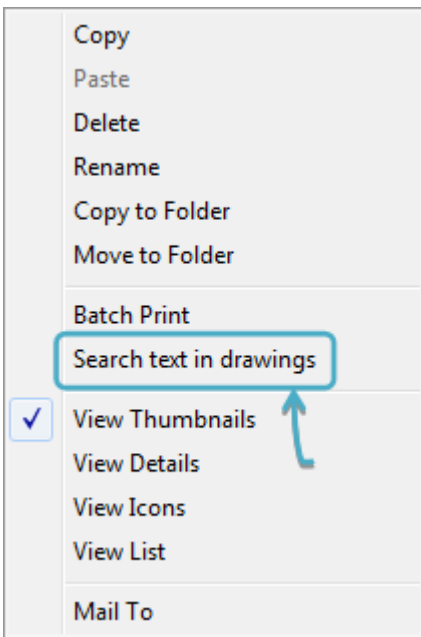 Copy
Paste
Delete
Rename
Copy to Folder
Move to Folder
Batch Print
Search text in drawings
View Thumbnails
View Details
View Icons
View List
Mail To